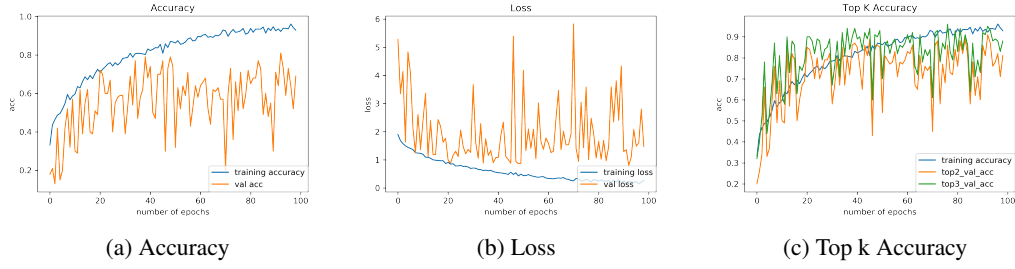 Accuracy
1.0
0.8
0.6
0.4
0.2
acc
0
20
40
60
80
100
number of epochs
training accuracy
val acc
(a) Accuracy
Loss
6
5
4
3
2
1
0
loss
0
20
40
60
80
100
number of epochs
training loss
val loss
(b) Loss
Top K Accuracy
0.9
0.8
0.7
0.6
0.5
0.4
0.3
0.2
acc
0
20
40
60
80
100
number of epochs
training accuracy
top2_val_acc
top3_val_acc
(c) Top k Accuracy